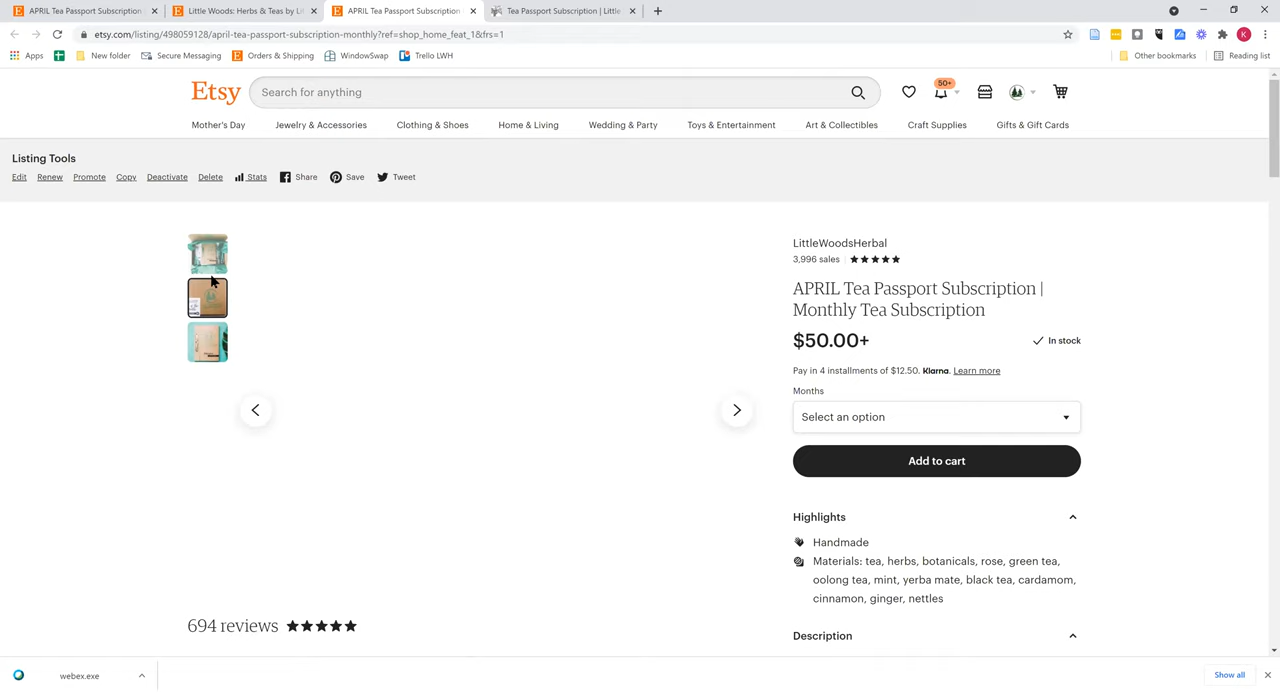 APRIL Tea Passport Subscription
Little Woods: Herbs & Teas by Li
APRIL Tea Passport Subscription
Tea Passport Subscription | Little
etsy.com/listing/498059128/april-tea-passport-subscription-monthly?ref=shop_home_feat_1&frs=1
K
Apps
New folder
Secure Messaging
Orders & Shipping
WindowSwap
Trello LWH
Other bookmarks
Reading list
Etsy
Search for anything
50+
Mother's Day
Jewelry & Accessories
Clothing & Shoes
Home & Living
Wedding & Party
Toys & Entertainment
Art & Collectibles
Craft Supplies
Gifts & Gift Cards
Listing Tools
Edit
Renew
Promote
Copy
Deactivate
Delete
Stats
Share
Save
Tweet
LittleWoodsHerbal
3,996 sales
APRIL Tea Passport Subscription |
Monthly Tea Subscription
$50.00+
In stock
Pay in 4 installments of $12.50. Klarna. Learn more
Months
Select an option
Add to cart
Highlights
Handmade
Materials: tea, herbs, botanicals, rose, green tea,
oolong tea, mint, yerba mate, black tea, cardamom,
cinnamon, ginger, nettles
694 reviews
Description
webex.exe
Show all